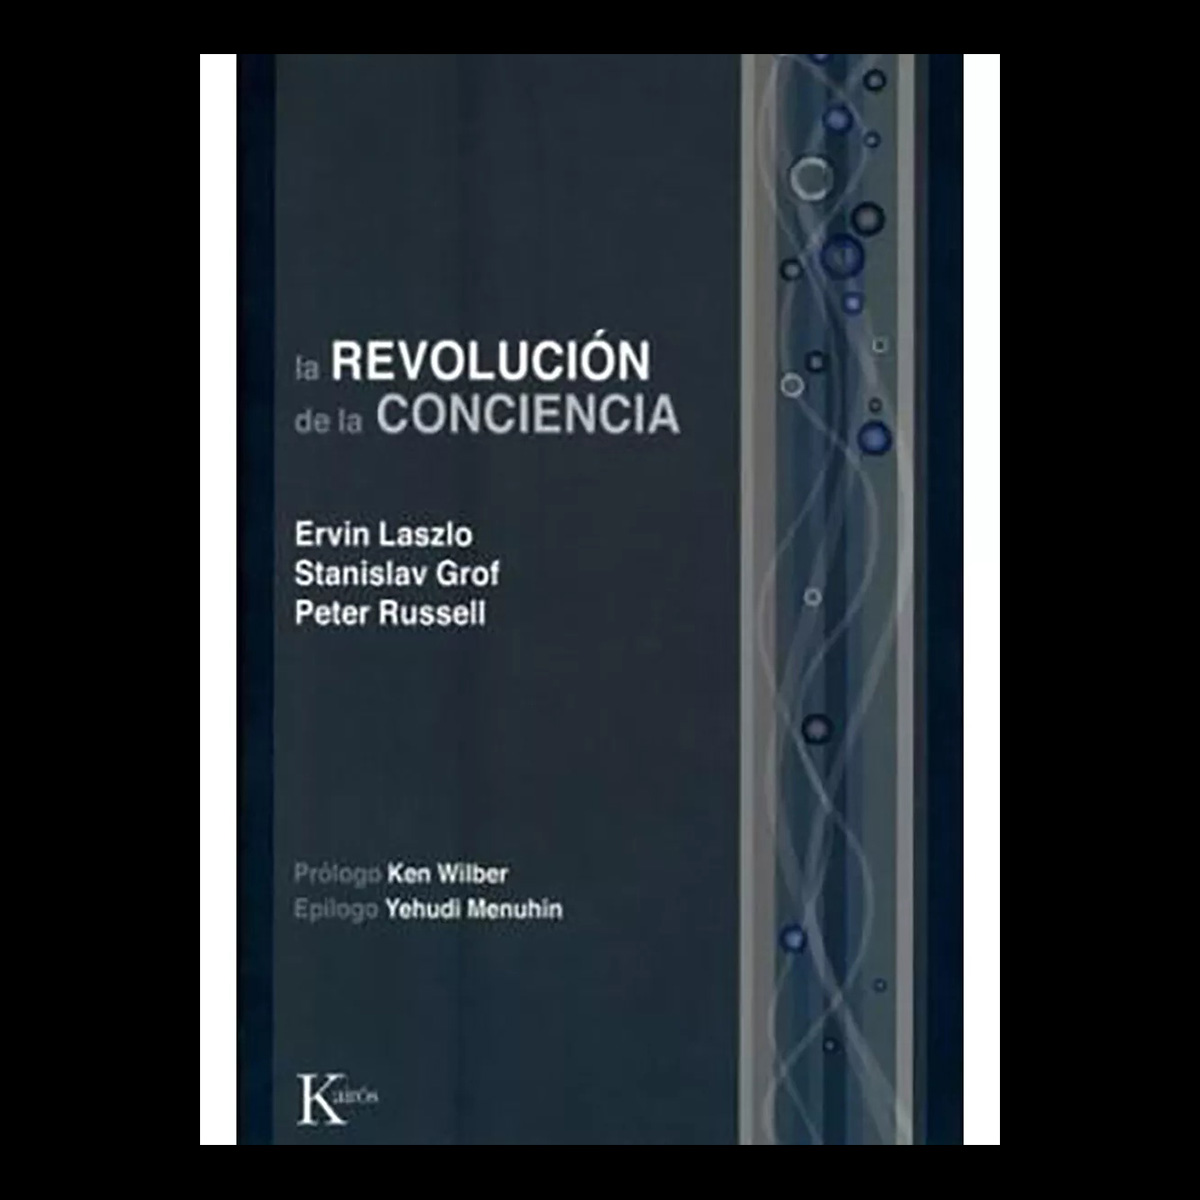 la REVOLUCIÓN
de la CONCIENCIA
Ervin Laszlo
Stanislav Grof
Peter Russell
Prólogo Ken Wilber
Epílogo Yehudi Menuhin
Kairós